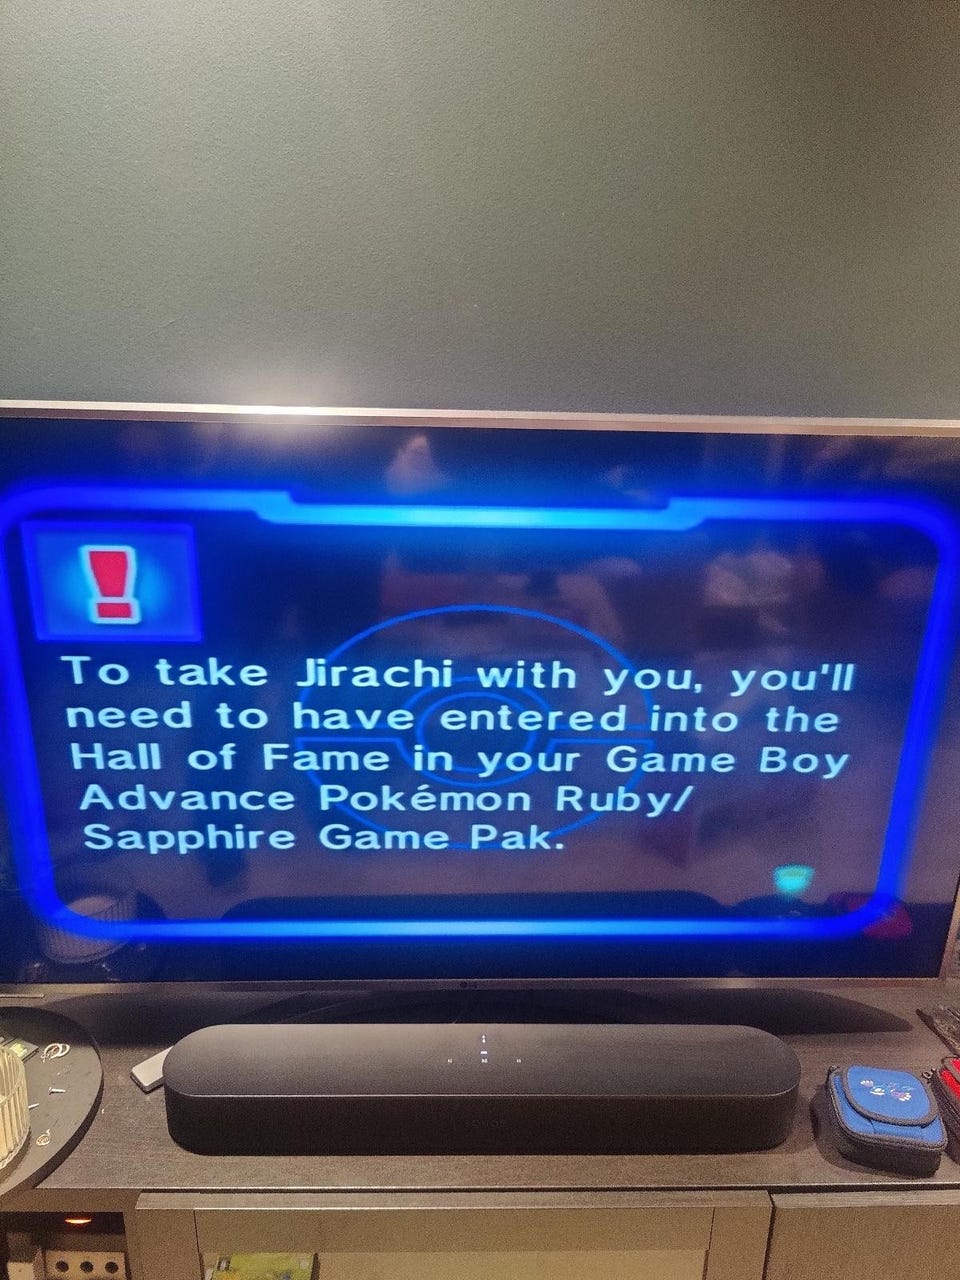 !
To take Jirachi with you, you'll
need to have entered into the
Hall of Fame in your Game Boy
Advance Pokémon Ruby/
Sapphire Game Pak.
LG